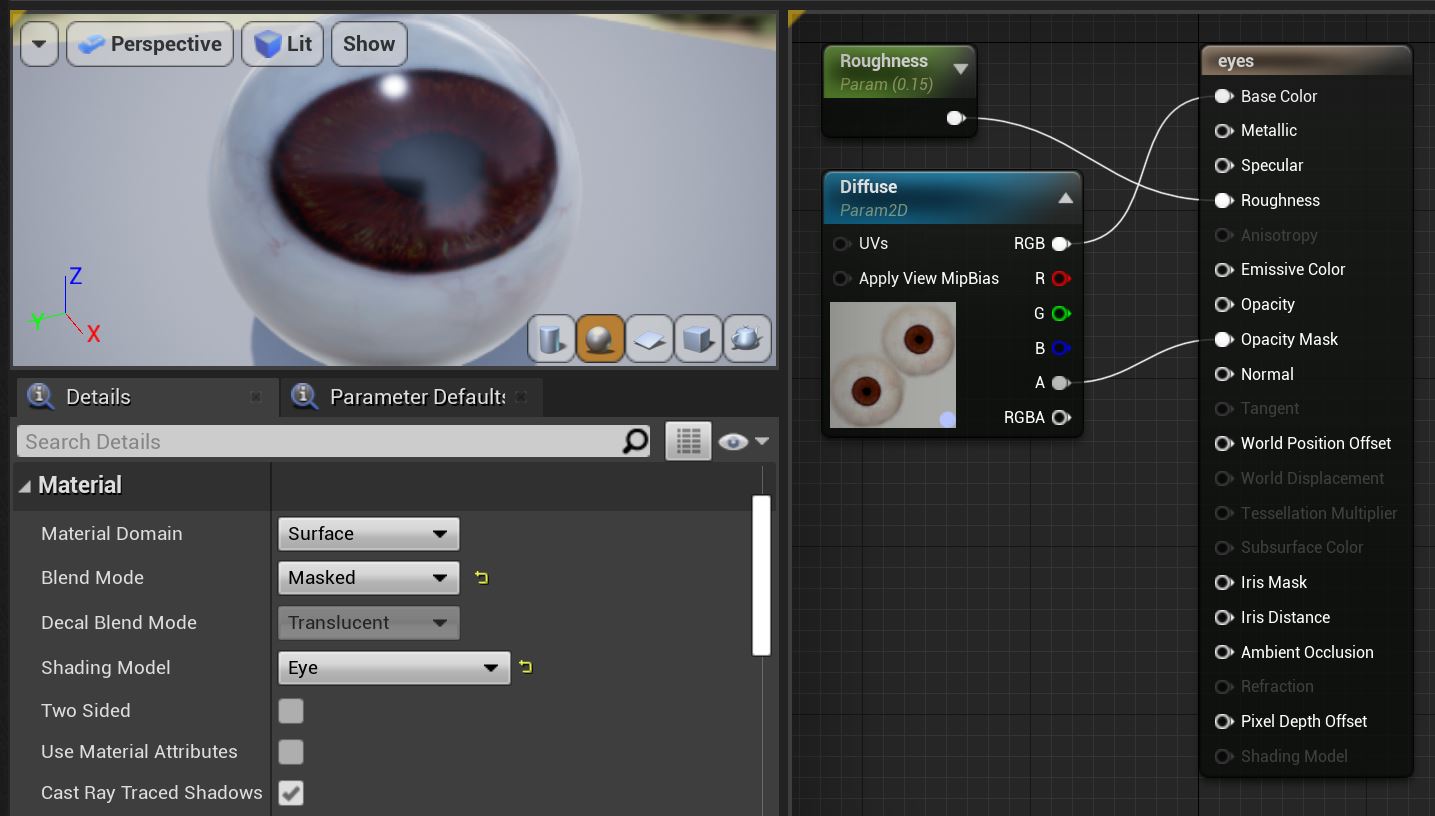 Perspective
Lit
Show
Z
Y
X
Details
Parameter Defaults
Search Details
Material
Material Domain
Surface
Blend Mode
Masked
Decal Blend Mode
Translucent
Shading Model
Eye
Two Sided
Use Material Attributes
Cast Ray Traced Shadows
Roughness
Param (0.15)
Diffuse
Param2D
UVs
RGB
Apply View MipBias
R
G
B
A
RGBA
eyes
Base Color
Metallic
Specular
Roughness
Anisotropy
Emissive Color
Opacity
Opacity Mask
Normal
Tangent
World Position Offset
World Displacement
Tessellation Multiplier
Subsurface Color
Iris Mask
Iris Distance
Ambient Occlusion
Refraction
Pixel Depth Offset
Shading Model